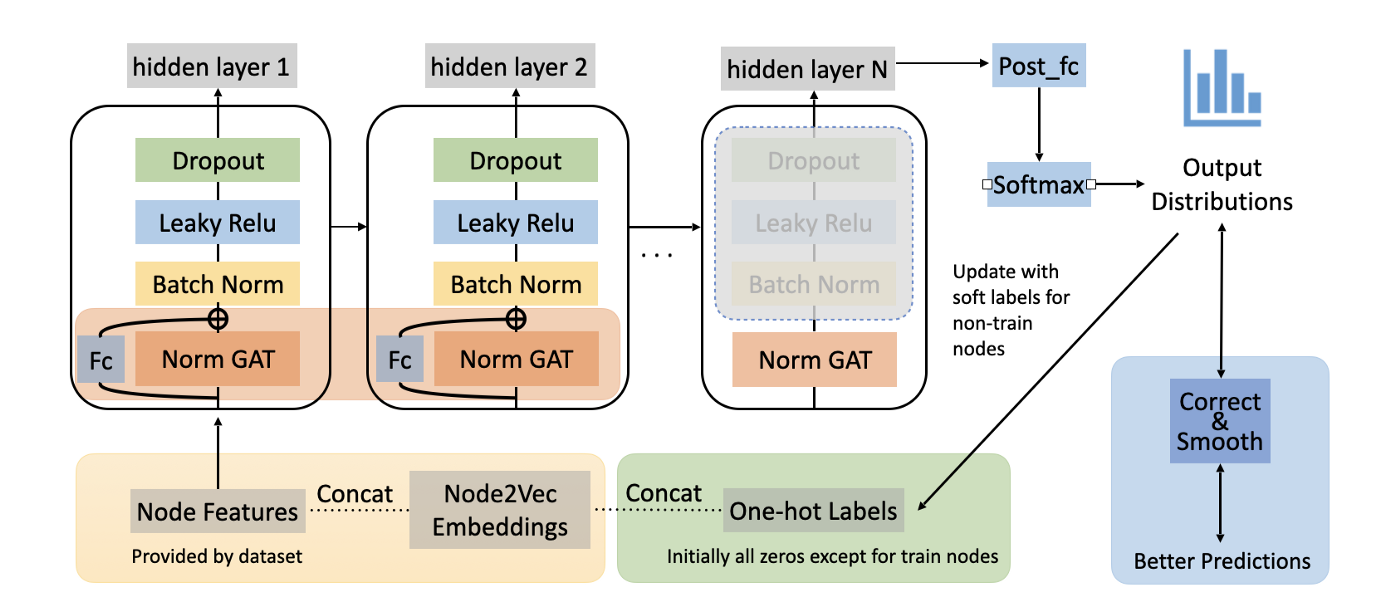 hidden layer 1
hidden layer 2
hidden layer N
Post_fc
Dropout
Leaky Relu
Batch Norm
Fc
Norm GAT
Dropout
Leaky Relu
Batch Norm
Fc
Norm GAT
. . .
Dropout
Leaky Relu
Batch Norm
Norm GAT
Softmax
Output
Distributions
Update with
soft labels for
non-train
nodes
Correct
&
Smooth
Better Predictions
Node Features
Concat
Node2Vec
Embeddings
Provided by dataset
Concat
One-hot Labels
Initially all zeros except for train nodes